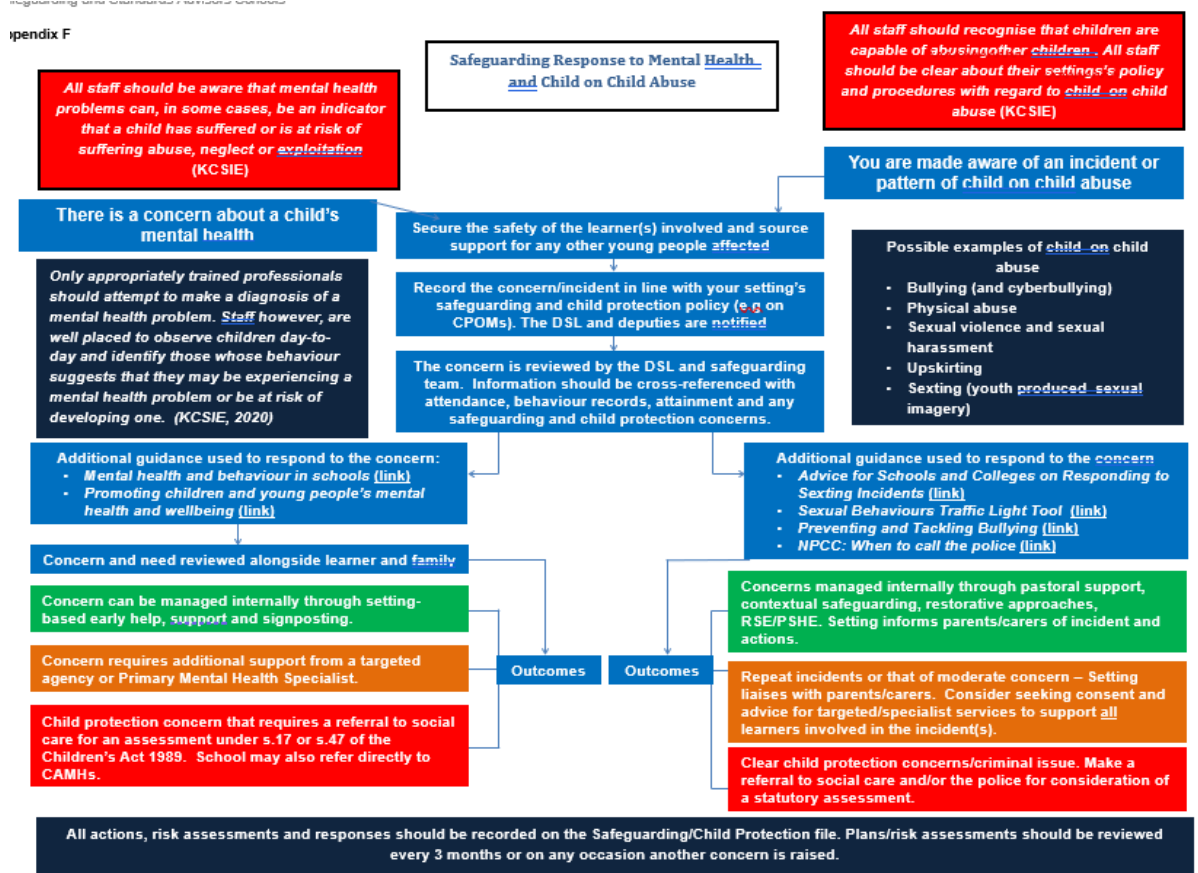 Safeguarding and Standards Advisors Schools
ppendix F
Safeguarding Response to Mental Health
and Child on Child Abuse
All staff should be aware that mental health
problems can, in some cases, be an indicator
that a child has suffered or is at risk of
suffering abuse, neglect or exploitation
(KCSIE)
All staff should recognise that children are
capable of abusingother children . All staff
should be clear about their settings's policy
and procedures with regard to child on child
abuse (KCSIE)
You are made aware of an incident or
pattern of child on child abuse
There is a concern about a child's
mental health
Secure the safety of the learner(s) involved and source
support for any other young people affected
Record the concern/incident in line with your setting's
safeguarding and child protection policy (e.g on
CPOMs). The DSL and deputies are notified
The concern is reviewed by the DSL and safeguarding
team. Information should be cross-referenced with
attendance, behaviour records, attainment and any
safeguarding and child protection concerns.
Only appropriately trained professionals
should attempt to make a diagnosis of a
mental health problem. Staff however, are
well placed to observe children day-to-
day and identify those whose behaviour
suggests that they may be experiencing a
mental health problem or be at risk of
developing one. (KCSIE, 2020)
Possible examples of child on child
abuse
• Bullying (and cyberbullying)
• Physical abuse
• Sexual violence and sexual
harassment
• Upskirting
• Sexting (youth produced sexual
imagery)
Additional guidance used to respond to the concern:
• Mental health and behaviour in schools (link)
• Promoting children and young people's mental
health and wellbeing (link)
Additional guidance used to respond to the concern
• Advice for Schools and Colleges on Responding to
Sexting Incidents (link)
• Sexual Behaviours Traffic Light Tool (link)
• Preventing and Tackling Bullying (link)
• NPCC: When to call the police (link)
Concern and need reviewed alongside learner and family
Concern can be managed internally through setting-
based early help, support and signposting.
Concern requires additional support from a targeted
agency or Primary Mental Health Specialist.
Child protection concern that requires a referral to social
care for an assessment under s.17 or s.47 of the
Children's Act 1989. School may also refer directly to
CAMHs.
Outcomes
Outcomes
Concerns managed internally through pastoral support,
contextual safeguarding, restorative approaches,
RSE/PSHE. Setting informs parents/carers of incident and
actions.
Repeat incidents or that of moderate concern – Setting
liaises with parents/carers. Consider seeking consent and
advice for targeted/specialist services to support all
learners involved in the incident(s).
Clear child protection concerns/criminal issue. Make a
referral to social care and/or the police for consideration of
a statutory assessment.
All actions, risk assessments and responses should be recorded on the Safeguarding/Child Protection file. Plans/risk assessments should be reviewed
every 3 months or on any occasion another concern is raised.